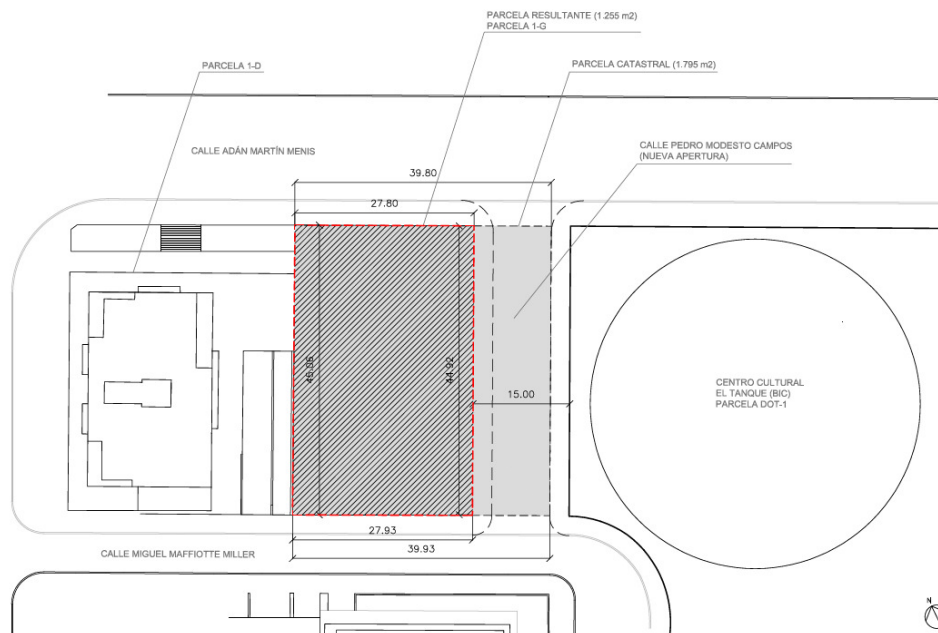 PARCELA RESULTANTE (1.255 m2)
PARCELA 1-G
PARCELA 1-D
PARCELA CATASTRAL (1.795 m2)
CALLE ADÁN MARTÍN MENIS
CALLE PEDRO MODESTO CAMPOS
(NUEVA APERTURA)
39.80
27.80
44.92
15.00
CENTRO CULTURAL
EL TANQUE (BIC)
PARCELA DOT-1
27.93
39.93
CALLE MIGUEL MAFFIOTTE MILLER
N